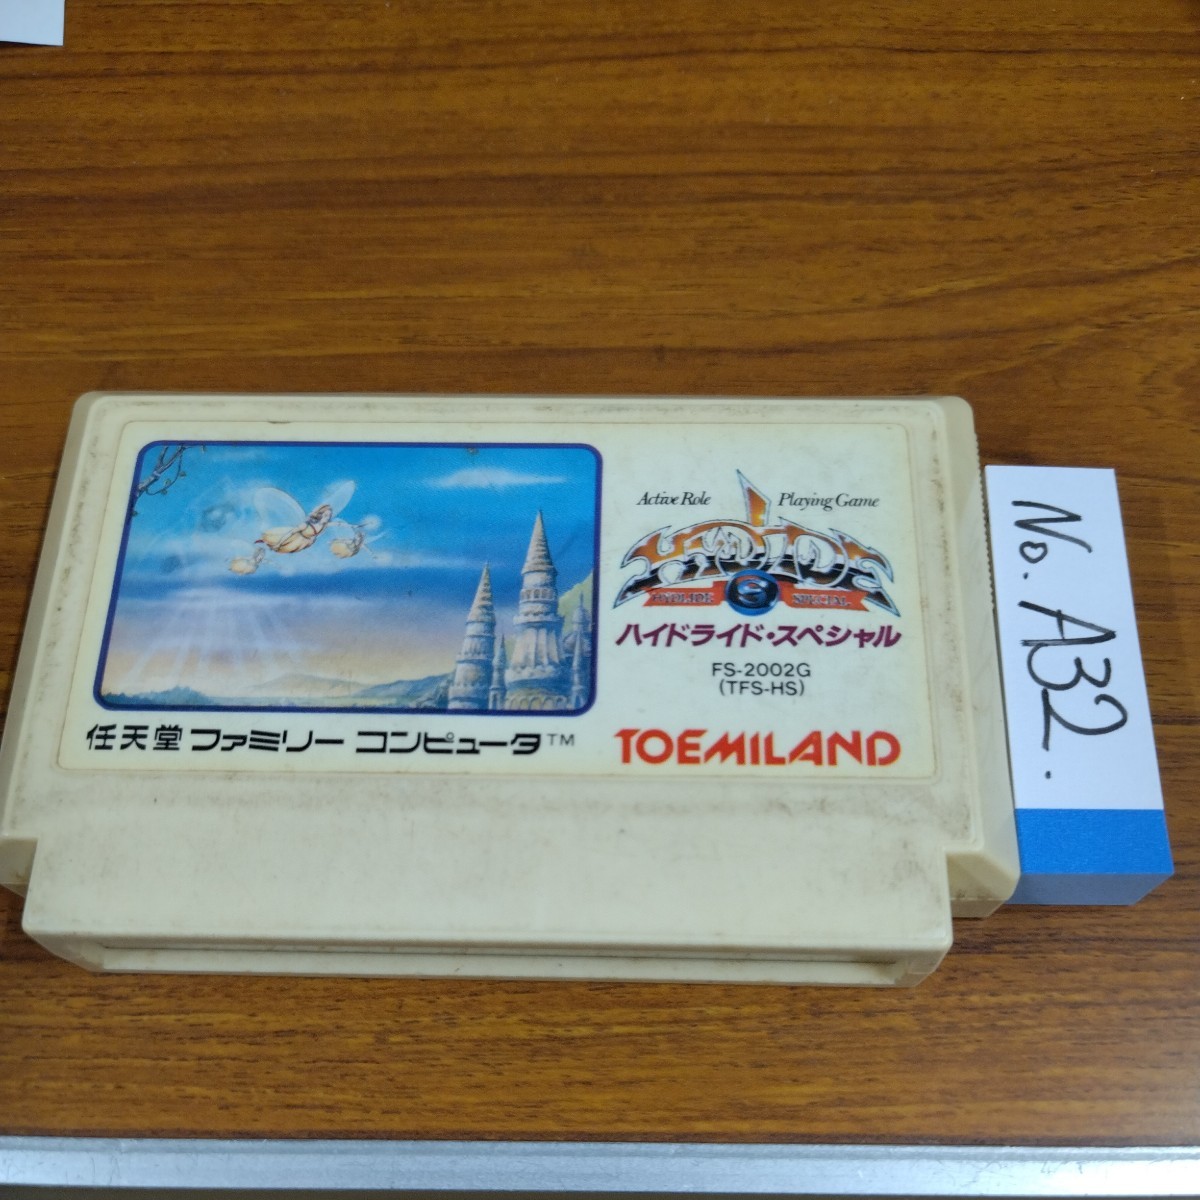 Active Role Playing Game
HYDLIDE
HYDLIDE S SPECIAL
ハイドライド・スペシャル
FS-2002G
(TFS-HS)
任天堂 ファミリー コンピュータ™
TOEMILAND
No. A32.